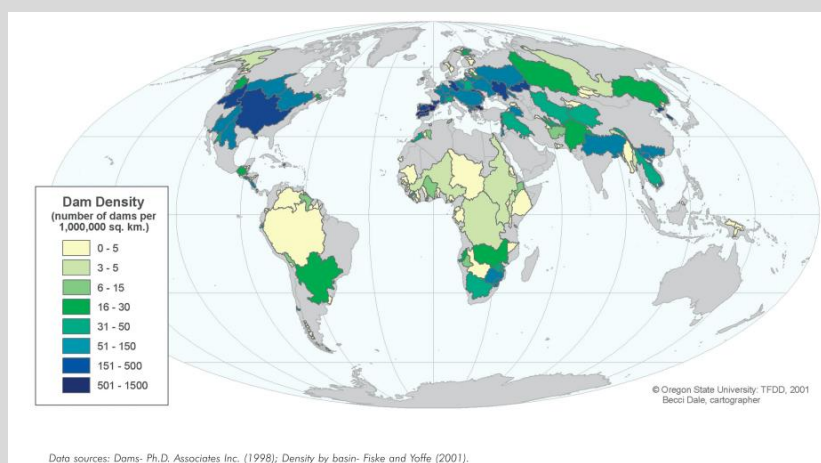 Dam Density
(number of dams per
1,000,000 sq. km.)
0 - 5
3 - 5
6 - 15
16 - 30
31 - 50
51 - 150
151 - 500
501 - 1500
© Oregon State University: TFDD, 2001
Becci Dale, cartographer
Data sources: Dams- Ph.D. Associates Inc. (1998); Density by basin- Fiske and Yoffe (2001).